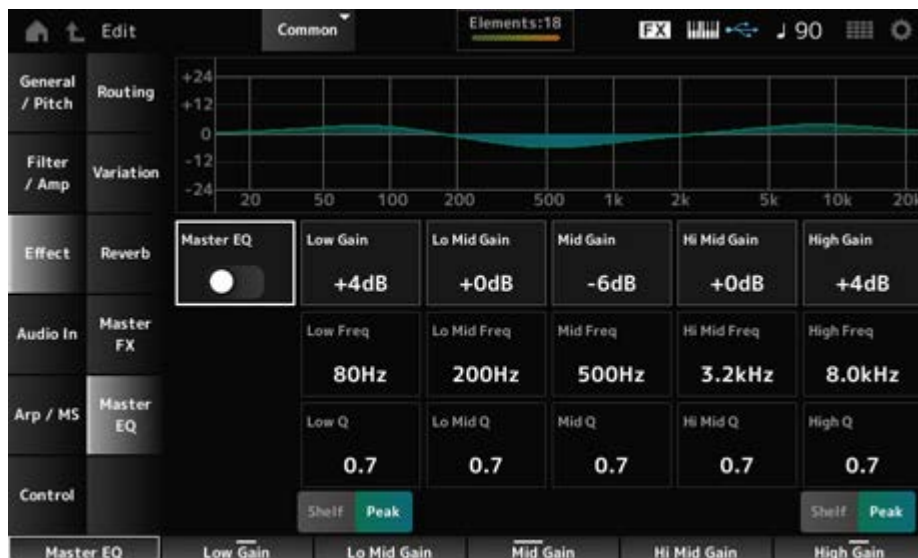 Edit
Common
Elements:18
FX
90
General / Pitch
Routing
Filter / Amp
Variation
Effect
Reverb
Audio In
Master FX
Arp / MS
Master EQ
Control
+24
+12
0
-12
-24
20 50 100 200 500 1k 2k 5k 10k 20k
Master EQ
Low Gain
+4dB
Lo Mid Gain
+0dB
Mid Gain
-6dB
Hi Mid Gain
+0dB
High Gain
+4dB
Low Freq
80Hz
Lo Mid Freq
200Hz
Mid Freq
500Hz
Hi Mid Freq
3.2kHz
High Freq
8.0kHz
Low Q
0.7
Lo Mid Q
0.7
Mid Q
0.7
Hi Mid Q
0.7
High Q
0.7
Shelf Peak
Shelf Peak
Master EQ Low Gain Lo Mid Gain Mid Gain Hi Mid Gain High Gain